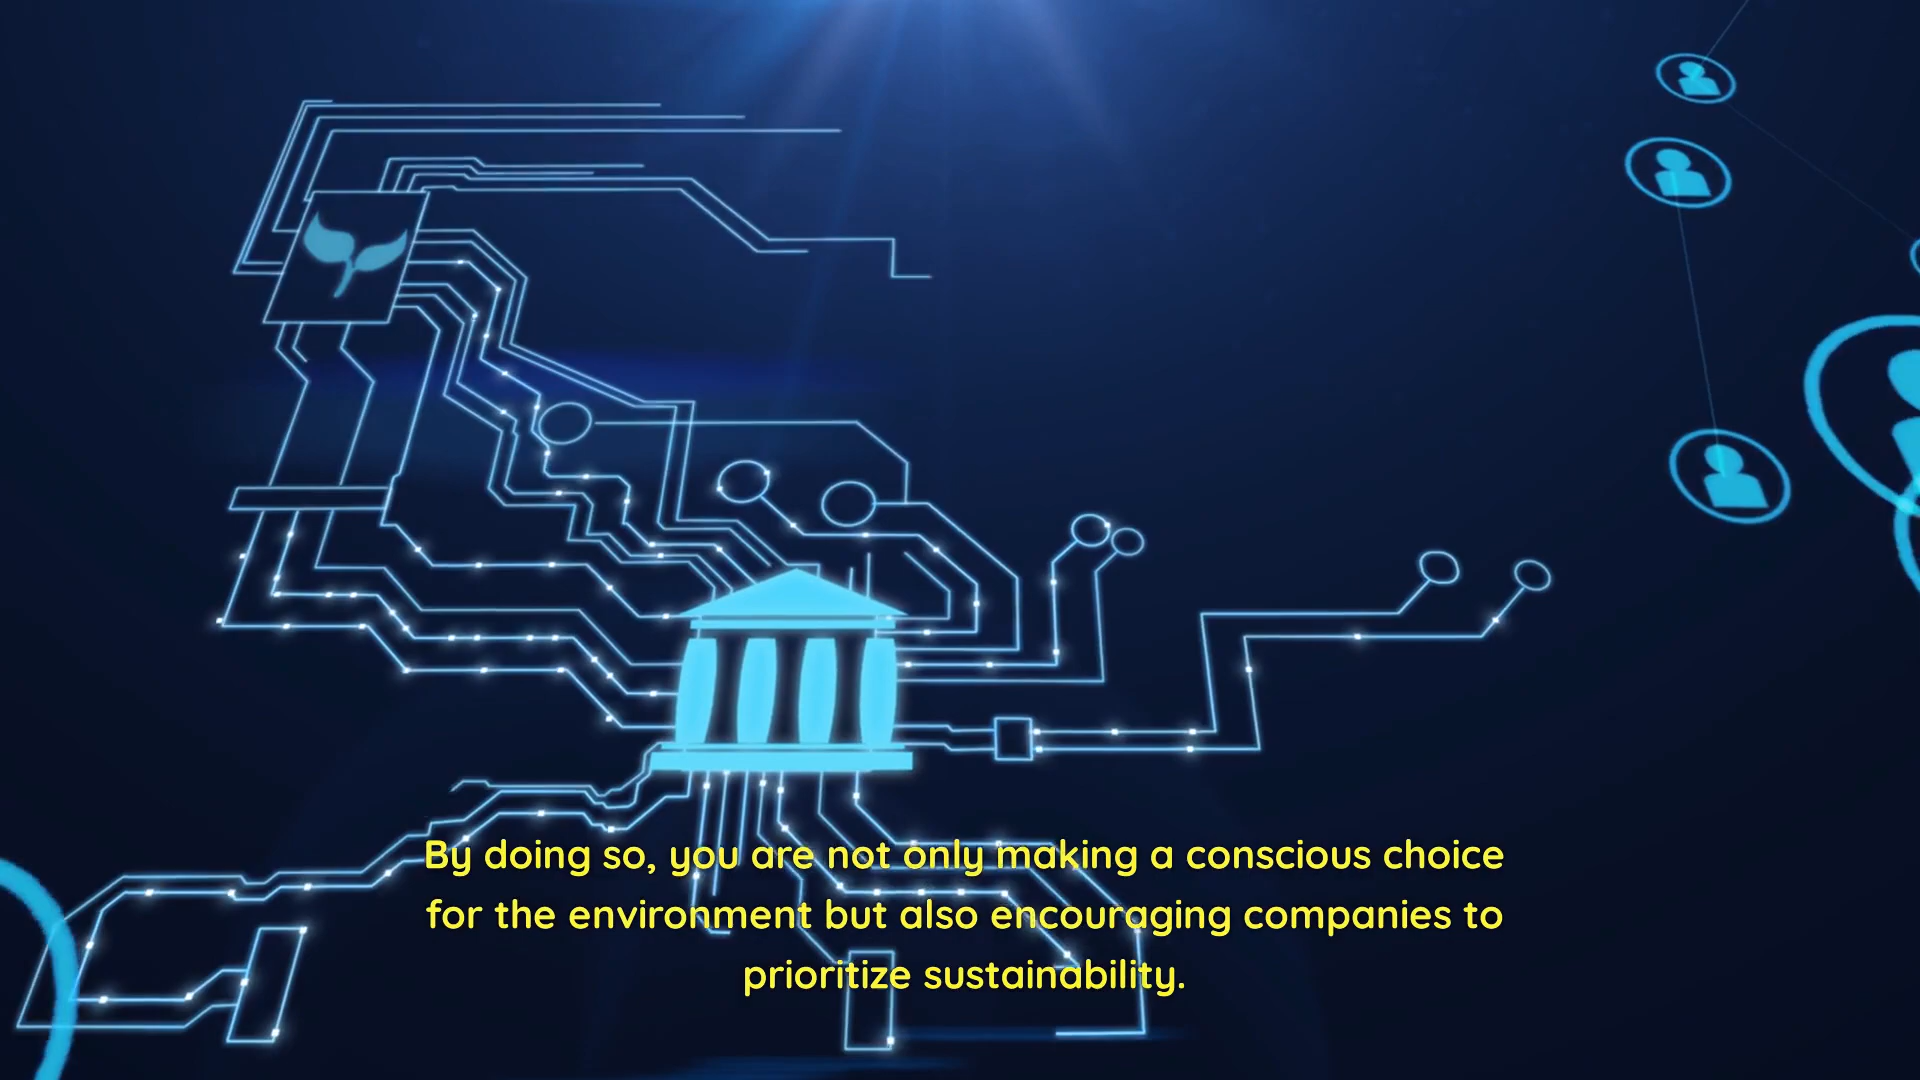 By doing so, you are not only making a conscious choice
for the environment but also encouraging companies to
prioritize sustainability.